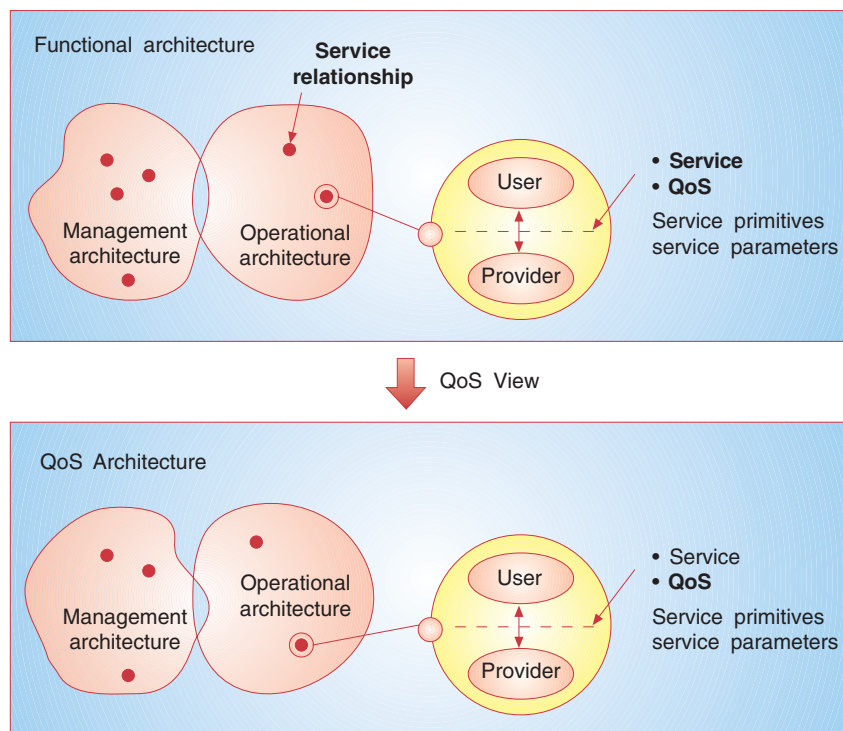 Functional architecture
Service
relationship
Management
architecture
Operational
architecture
User
Provider
• Service
• QoS
Service primitives
service parameters
QoS View
QoS Architecture
Management
architecture
Operational
architecture
User
Provider
• Service
• QoS
Service primitives
service parameters